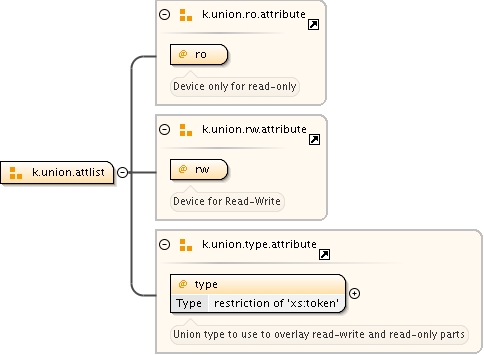 k.union.ro.attribute
@ ro
Device only for read-only
k.union.rw.attribute
k.union.attlist
@ rw
Device for Read-Write
k.union.type.attribute
@ type
Type restriction of 'xs:token'
Union type to use to overlay read-write and read-only parts